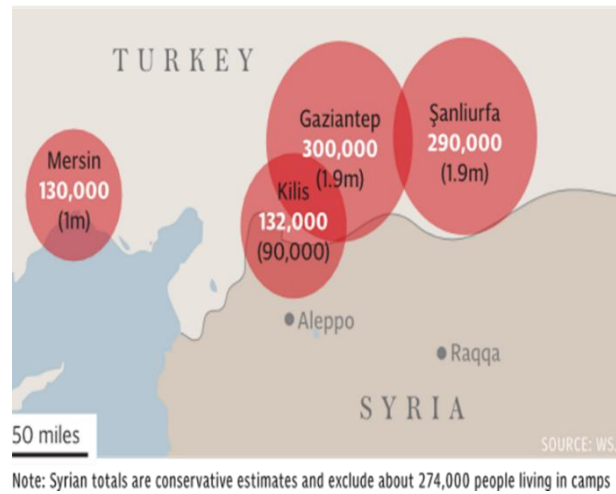 TURKEY
Gaziantep
300,000
(1.9m)
Şanliurfa
290,000
(1.9m)
Mersin
130,000
(1m)
Kilis
132,000
(90,000)
Aleppo
Raqqa
SYRIA
50 miles
SOURCE:
Note: Syrian totals are conservative estimates and exclude about 274,000 people living in camps